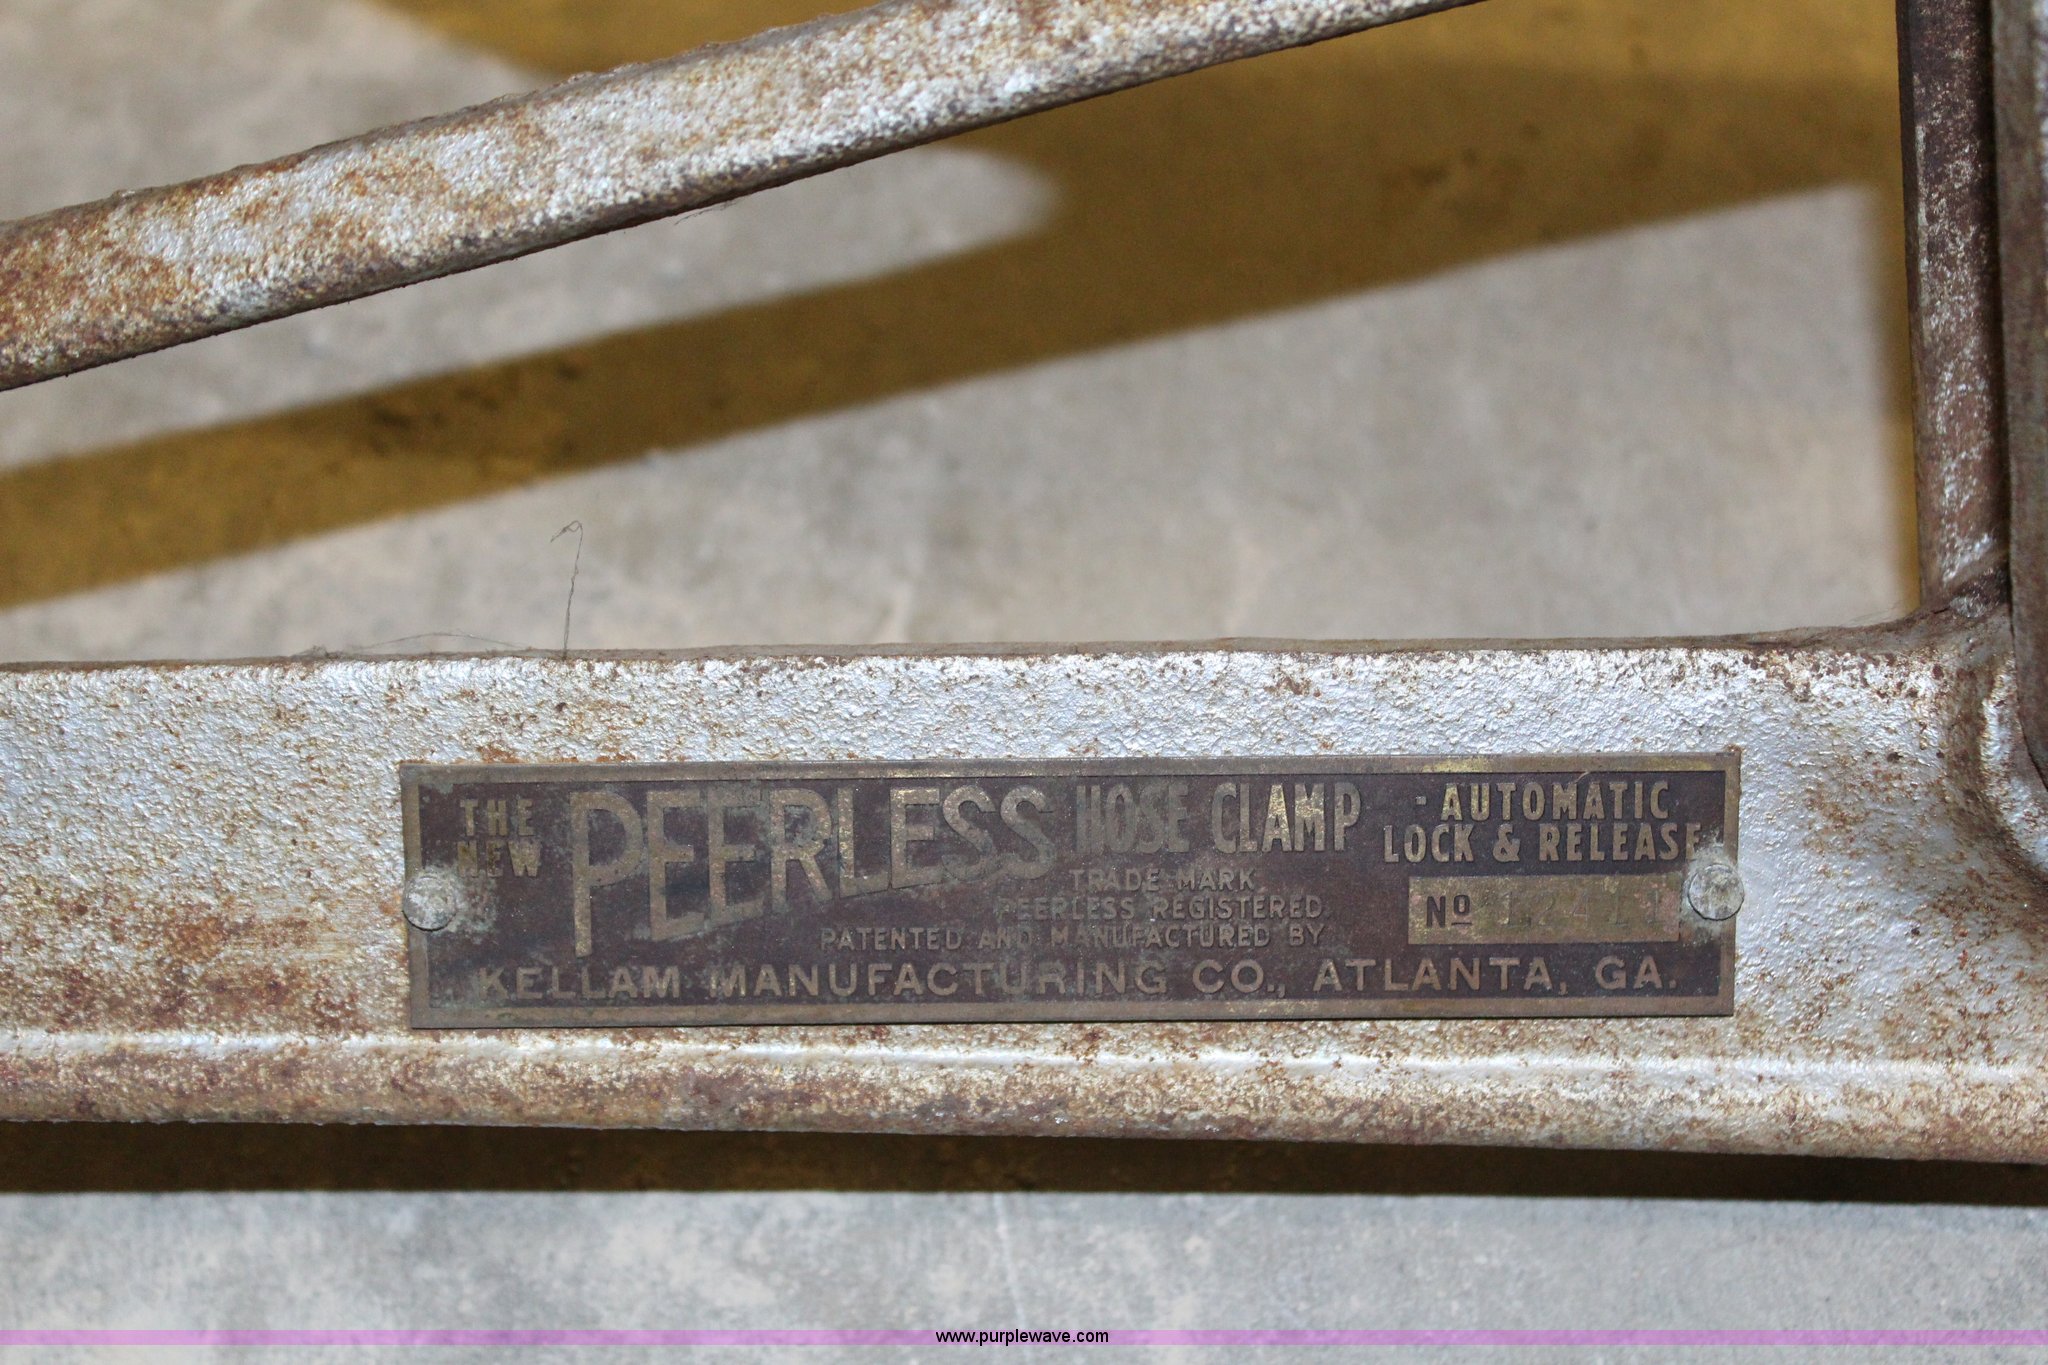 THE NEW PEERLESS HOSE CLAMP
- AUTOMATIC
LOCK & RELEASE
TRADE MARK
PEERLESS REGISTERED.
Nº
PATENTED AND MANUFACTURED BY
KELLAM MANUFACTURING CO., ATLANTA, GA.
www.purplewave.com